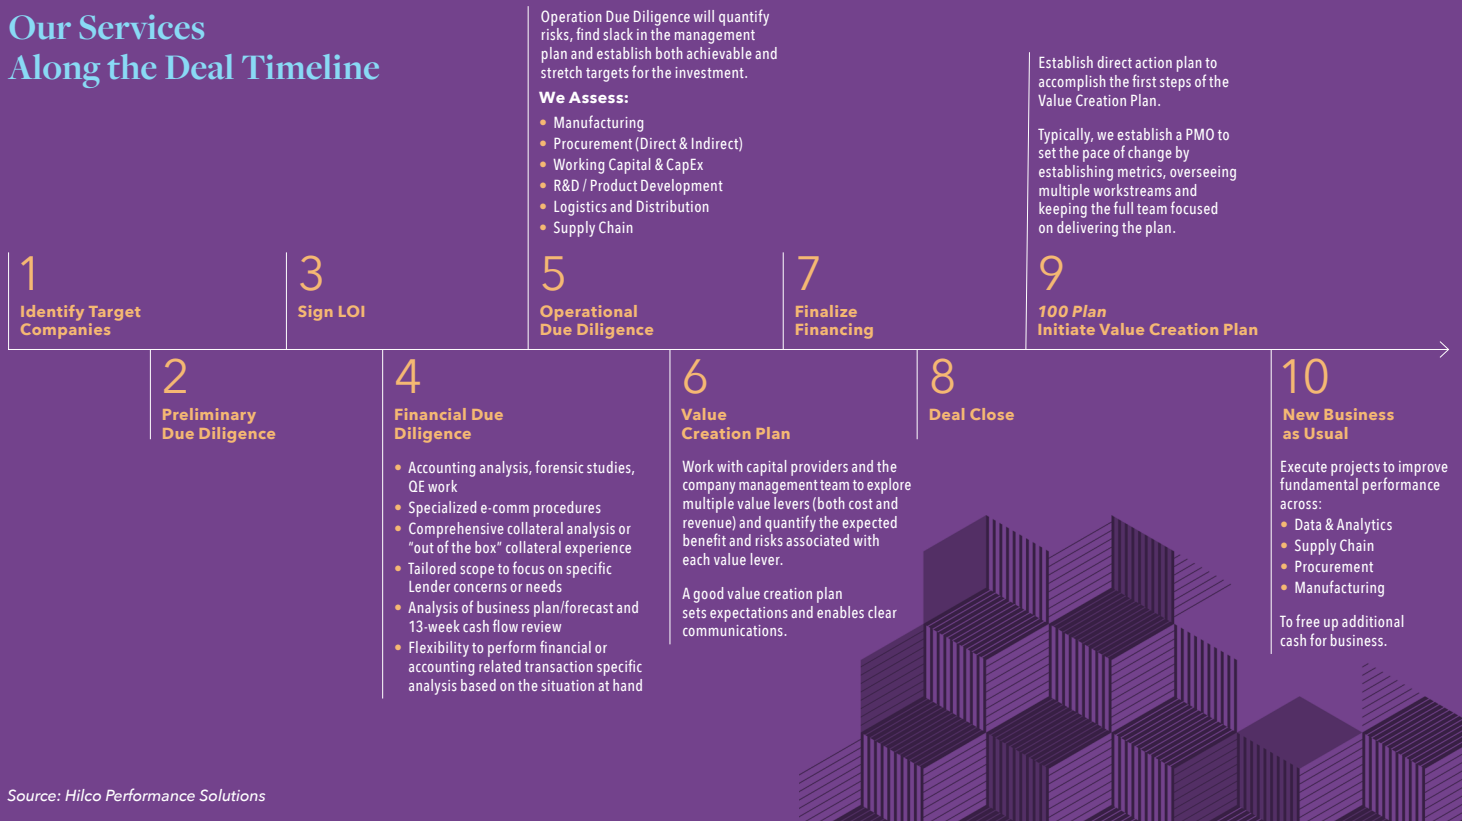 Our Services
Along the Deal Timeline
1
Identify Target
Companies
2
Preliminary
Due Diligence
3
Sign LOI
4
Financial Due
Diligence
• Accounting analysis, forensic studies,
QE work
• Specialized e-comm procedures
• Comprehensive collateral analysis or
"out of the box" collateral experience
• Tailored scope to focus on specific
Lender concerns or needs
• Analysis of business plan/forecast and
13-week cash flow review
• Flexibility to perform financial or
accounting related transaction specific
analysis based on the situation at hand
Operation Due Diligence will quantify
risks, find slack in the management
plan and establish both achievable and
stretch targets for the investment.
We Assess:
• Manufacturing
• Procurement (Direct & Indirect)
• Working Capital & CapEx
• R&D / Product Development
• Logistics and Distribution
• Supply Chain
5
Operational
Due Diligence
6
Value
Creation Plan
Work with capital providers and the
company management team to explore
multiple value levers (both cost and
revenue) and quantify the expected
benefit and risks associated with
each value lever.
A good value creation plan
sets expectations and enables clear
communications.
7
Finalize
Financing
8
Deal Close
Establish direct action plan to
accomplish the first steps of the
Value Creation Plan.
Typically, we establish a PMO to
set the pace of change by
establishing metrics, overseeing
multiple workstreams and
keeping the full team focused
on delivering the plan.
9
100 Plan
Initiate Value Creation Plan
10
New Business
as Usual
Execute projects to improve
fundamental performance
across:
• Data & Analytics
• Supply Chain
• Procurement
• Manufacturing
To free up additional
cash for business.
Source: Hilco Performance Solutions